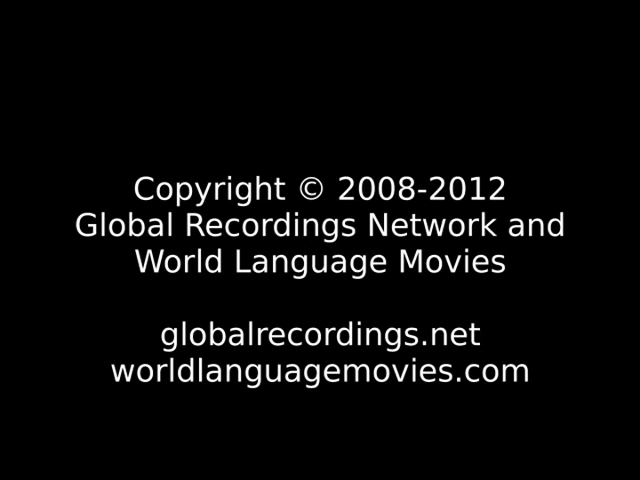 Copyright © 2008-2012
Global Recordings Network and
World Language Movies
globalrecordings.net
worldlanguagemovies.com